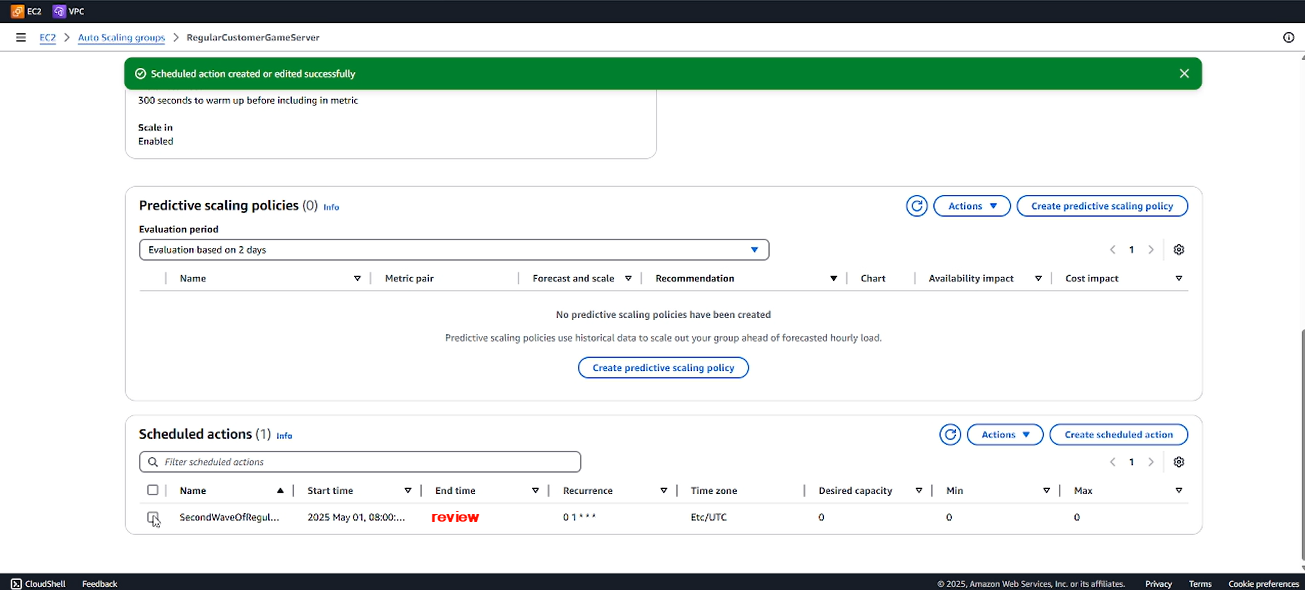 EC2 VPC
EC2 > Auto Scaling groups > RegularCustomerGameServer
Scheduled action created or edited successfully
300 seconds to warm up before including in metric
Scale in
Enabled
Predictive scaling policies (0) Info
Actions
Create predictive scaling policy
Evaluation period
Evaluation based on 2 days
1
Name Metric pair Forecast and scale Recommendation Chart Availability impact Cost impact
No predictive scaling policies have been created
Predictive scaling policies use historical data to scale out your group ahead of forecasted hourly load.
Create predictive scaling policy
Scheduled actions (1) Info
Actions
Create scheduled action
Filter scheduled actions
1
Name Start time End time Recurrence Time zone Desired capacity Min Max
SecondWaveOfRegul... 2025 May 01, 08:00:... review 0 1 * * * Etc/UTC 0 0 0
CloudShell Feedback © 2025, Amazon Web Services, Inc. or its affiliates. Privacy Terms Cookie preferences